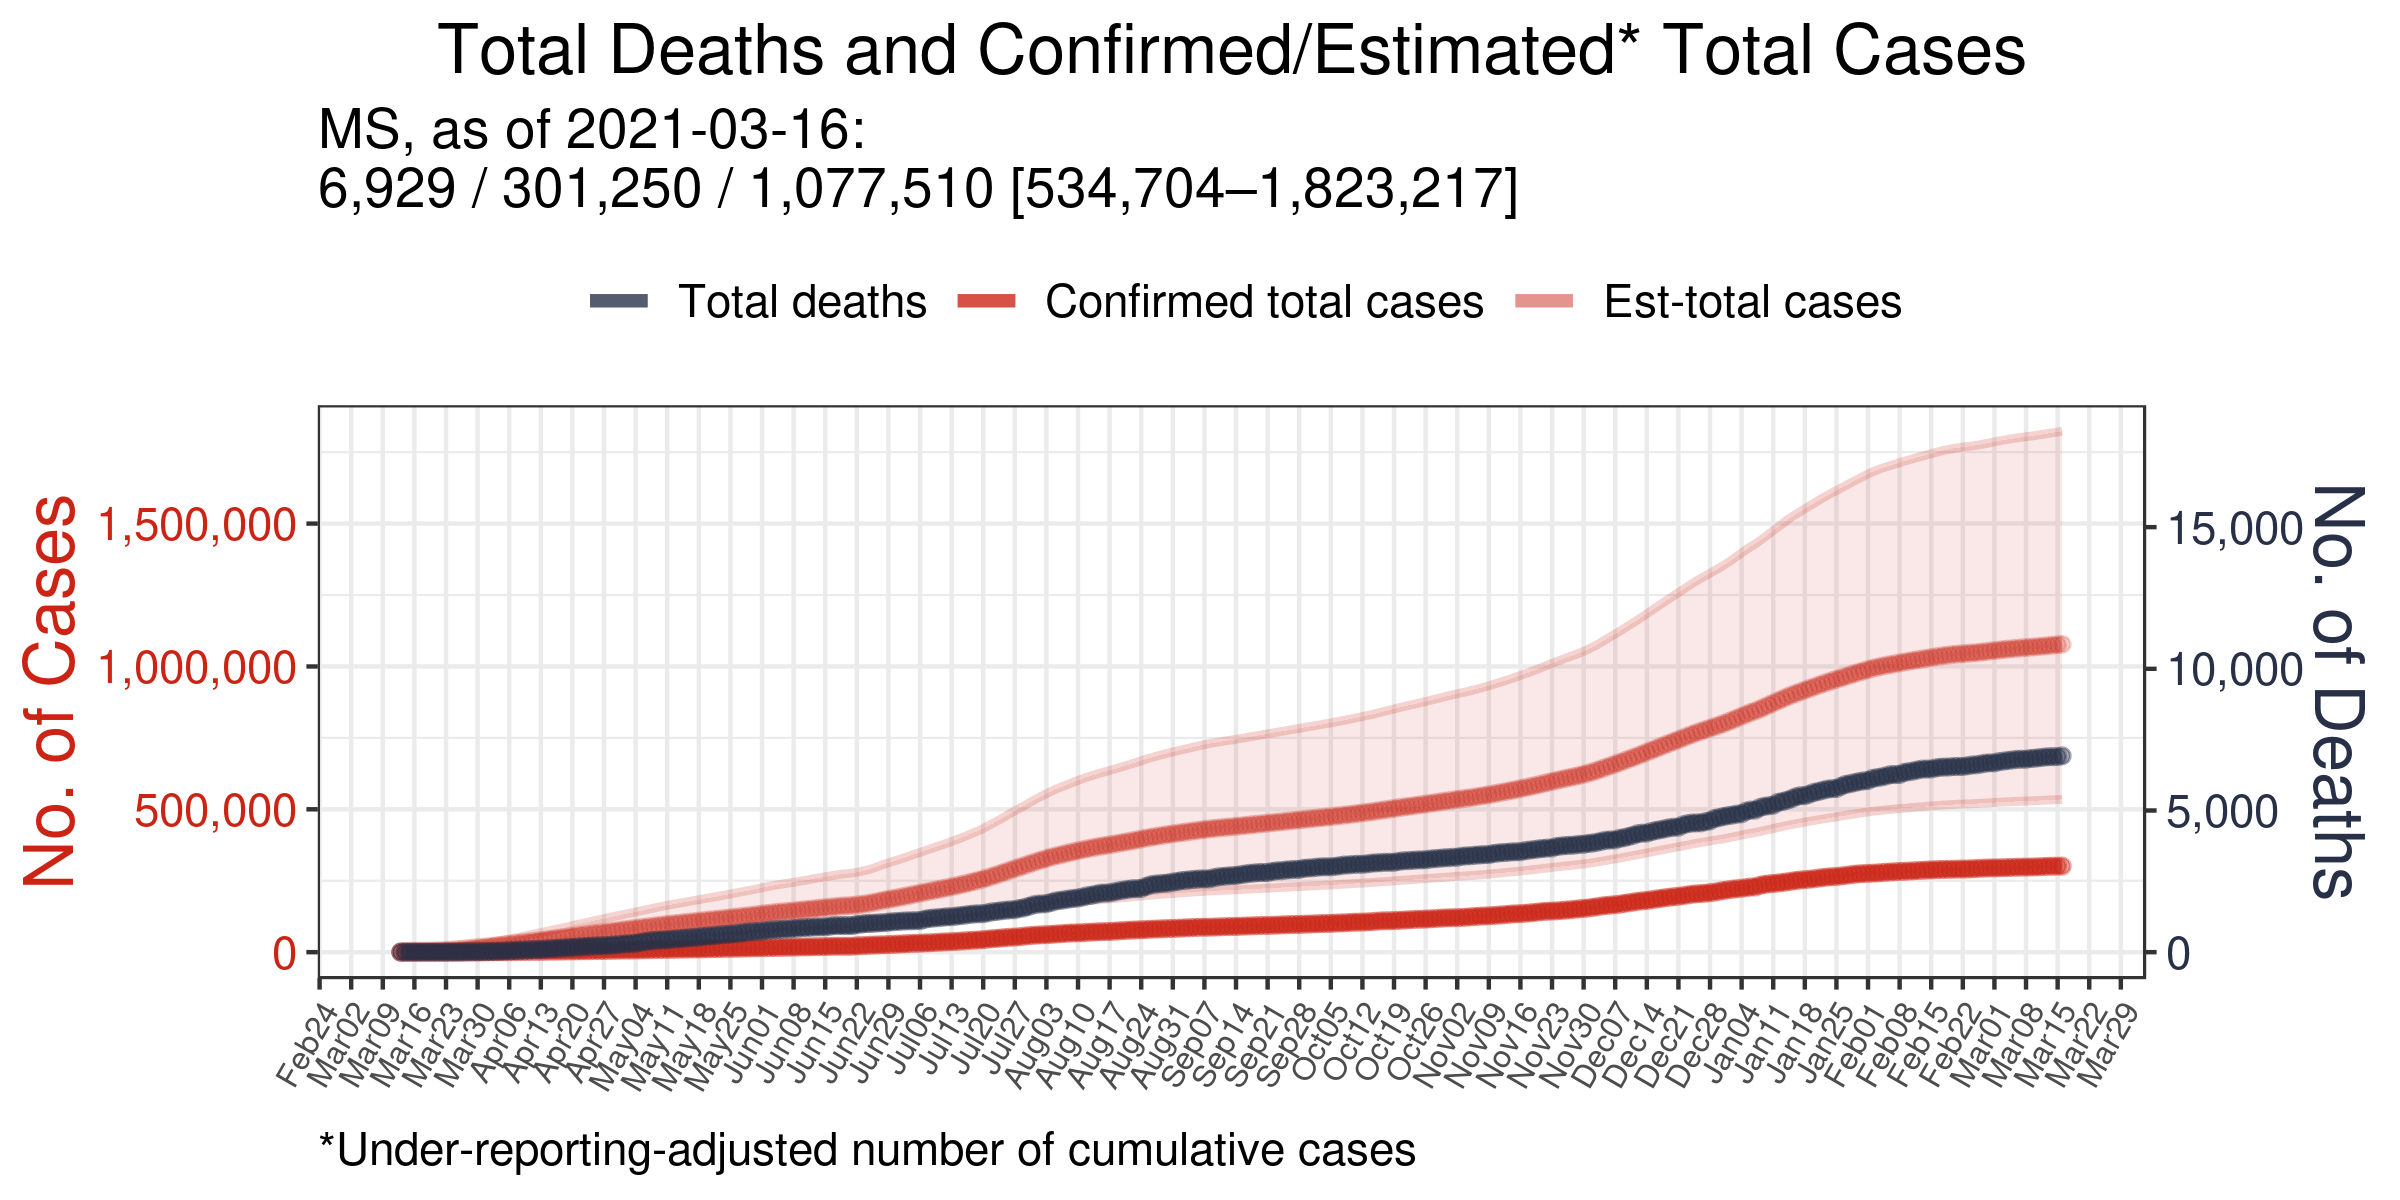 Total Deaths and Confirmed/Estimated* Total Cases
MS, as of 2021-03-16:
6,929 / 301,250 / 1,077,510 [534,704–1,823,217]
Total deaths
Confirmed total cases
Est-total cases
No. of Cases
1,500,000
1,000,000
500,000
0
15,000
10,000
5,000
0
No. of Deaths
Feb24
Mar02
Mar09
Mar16
Mar23
Mar30
Apr06
Apr13
Apr20
Apr27
May04
May11
May18
May25
Jun01
Jun08
Jun15
Jun22
Jun29
Jul06
Jul13
Jul20
Jul27
Aug03
Aug10
Aug17
Aug24
Aug31
Sep07
Sep14
Sep21
Sep28
Oct05
Oct12
Oct19
Oct26
Nov02
Nov09
Nov16
Nov23
Nov30
Dec07
Dec14
Dec21
Dec28
Jan04
Jan11
Jan18
Jan25
Feb01
Feb08
Feb15
Feb22
Mar01
Mar08
Mar15
Mar22
Mar29
*Under-reporting-adjusted number of cumulative cases